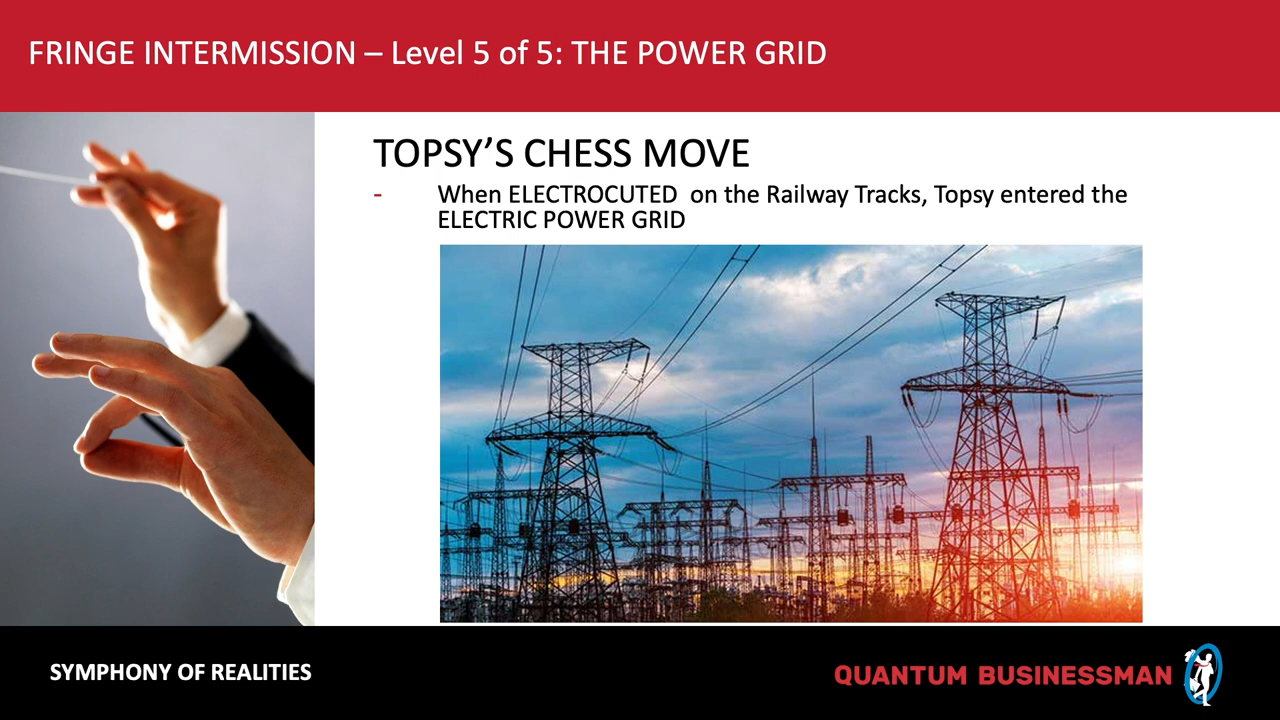 FRINGE INTERMISSION – Level 5 of 5: THE POWER GRID
TOPSY’S CHESS MOVE
- When ELECTROCUTED  on the Railway Tracks, Topsy entered the
ELECTRIC POWER GRID
SYMPHONY OF REALITIES
QUANTUM BUSINESSMAN